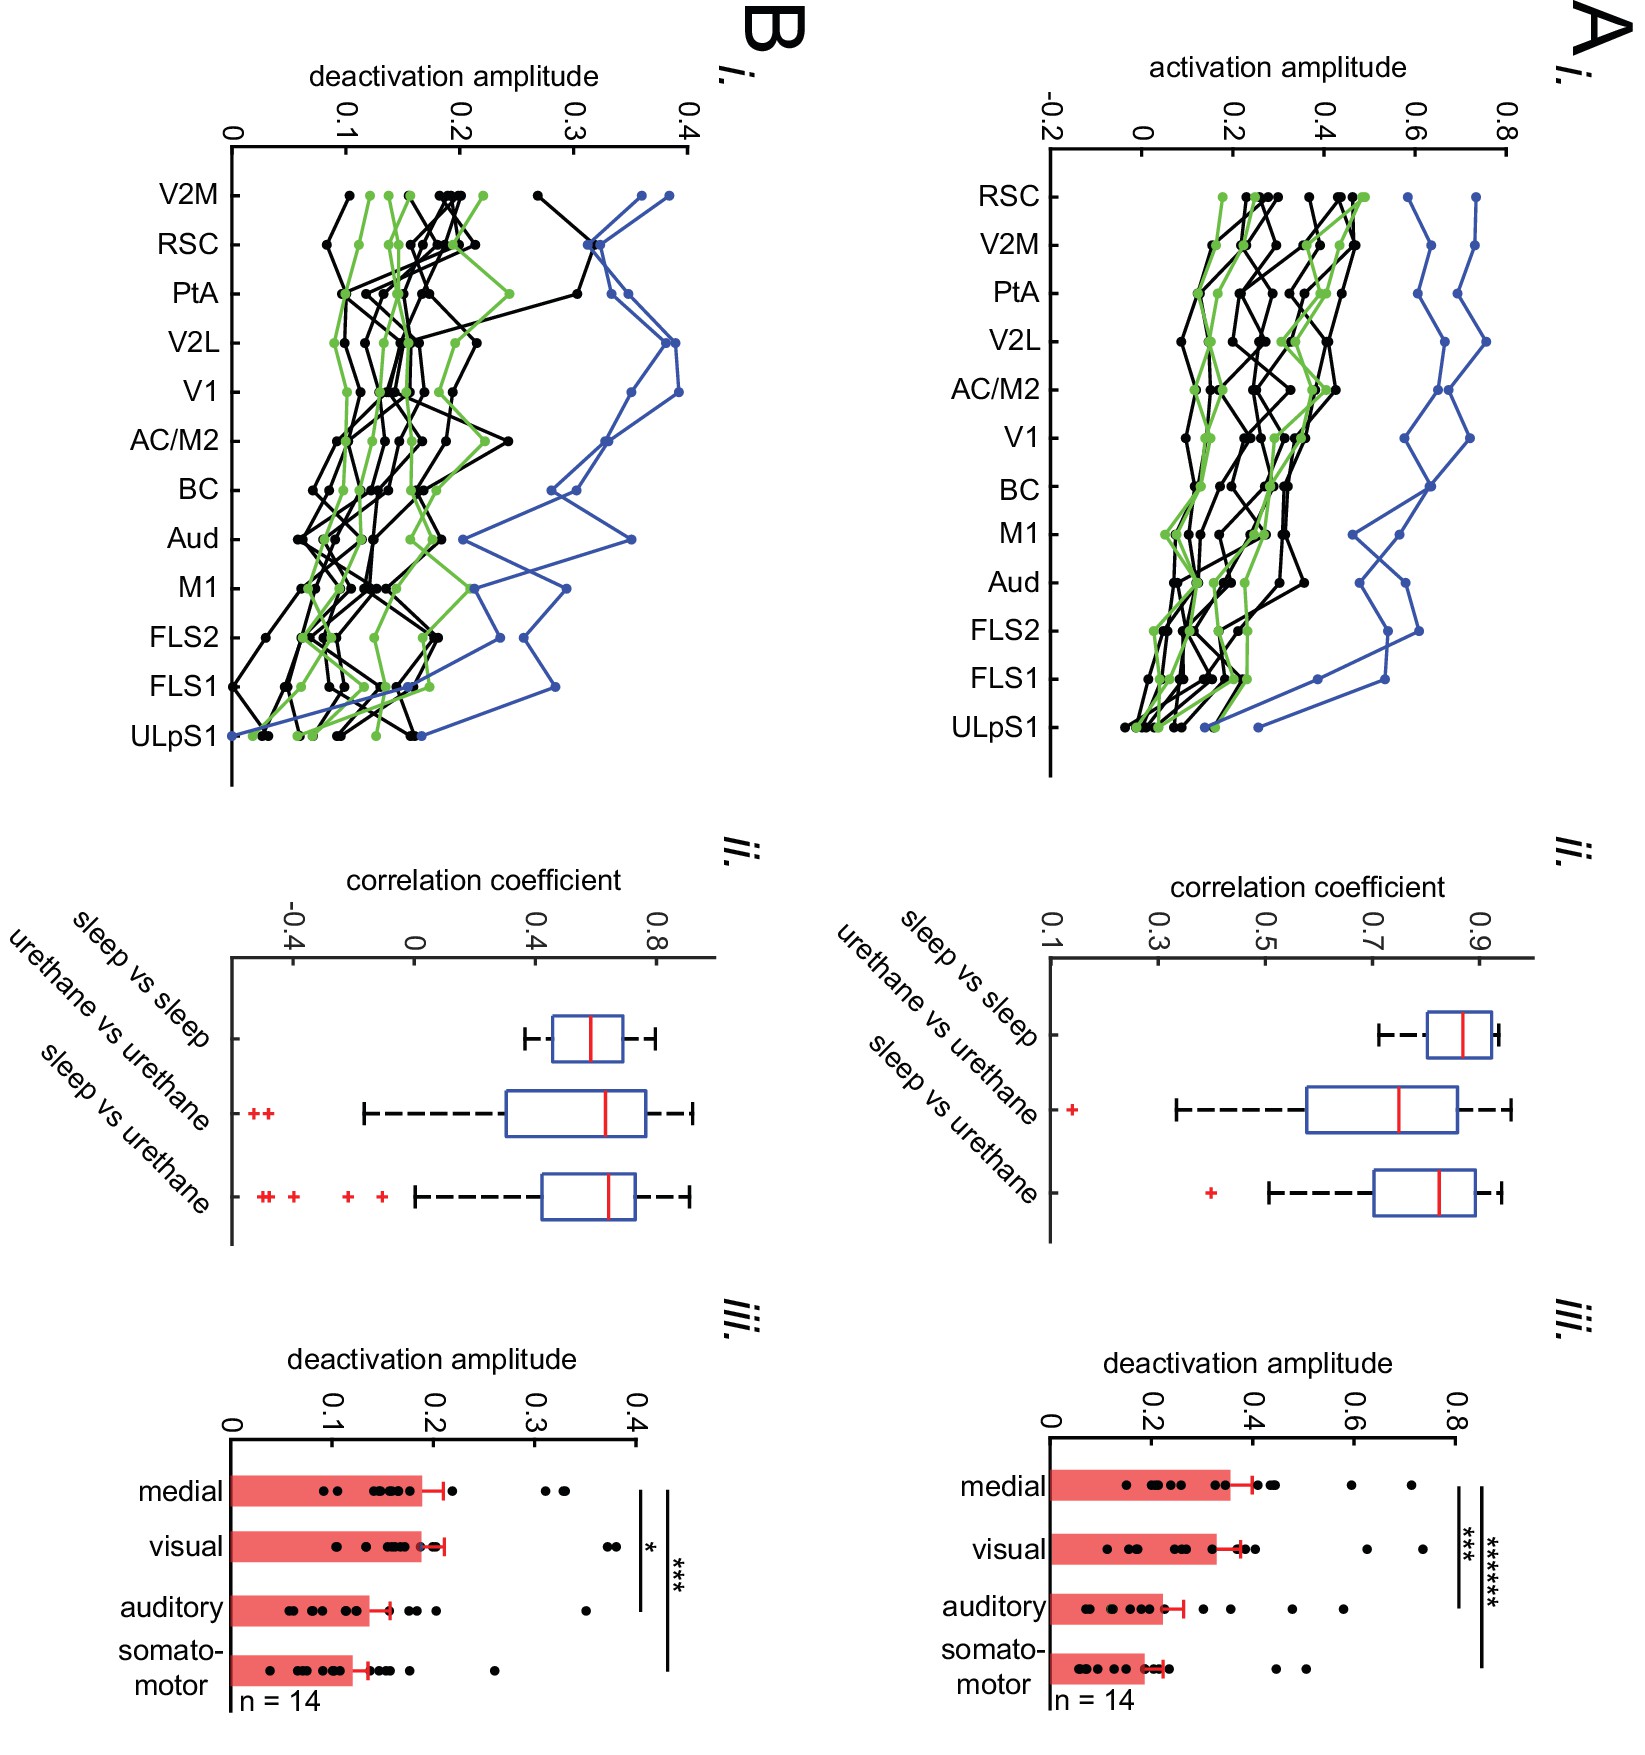 A
i.
activation amplitude
-0.2
0
0.2
0.4
0.6
0.8
RSC
V2M
PtA
V2L
AC/M2
V1
BC
M1
Aud
FLS2
FLS1
ULpS1
ii.
correlation coefficient
0.1
0.3
0.5
0.7
0.9
sleep vs sleep
urethane vs urethane
sleep vs urethane
iii.
deactivation amplitude
0
0.2
0.4
0.6
0.8
medial
visual
auditory
somato-
motor
n = 14
***
******
B
i.
deactivation amplitude
0
0.1
0.2
0.3
0.4
V2M
RSC
PtA
V2L
V1
AC/M2
BC
Aud
M1
FLS2
FLS1
ULpS1
ii.
correlation coefficient
-0.4
0
0.4
0.8
sleep vs sleep
urethane vs urethane
sleep vs urethane
iii.
deactivation amplitude
0
0.1
0.2
0.3
0.4
medial
visual
auditory
somato-
motor
n = 14
*
***